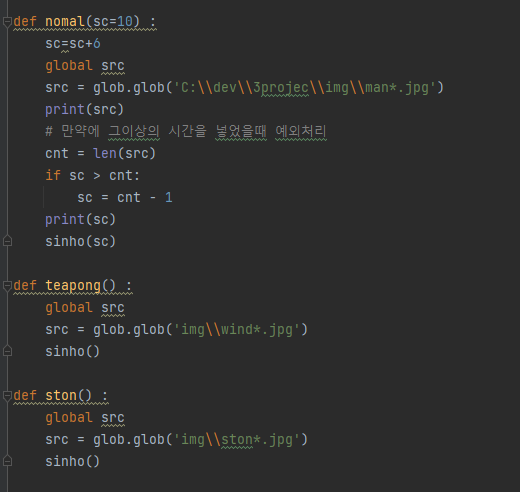 def nomal(sc=10) :
    sc=sc+6
    global src
    src = glob.glob('C:\\dev\\3projec\\img\\man*.jpg')
    print(src)
    # 만약에 그이상의 시간을 넣었을때 예외처리
    cnt = len(src)
    if sc > cnt:
        sc = cnt - 1
    print(sc)
    sinho(sc)
def teapong() :
    global src
    src = glob.glob('img\\wind*.jpg')
    sinho()
def ston() :
    global src
    src = glob.glob('img\\ston*.jpg')
    sinho()